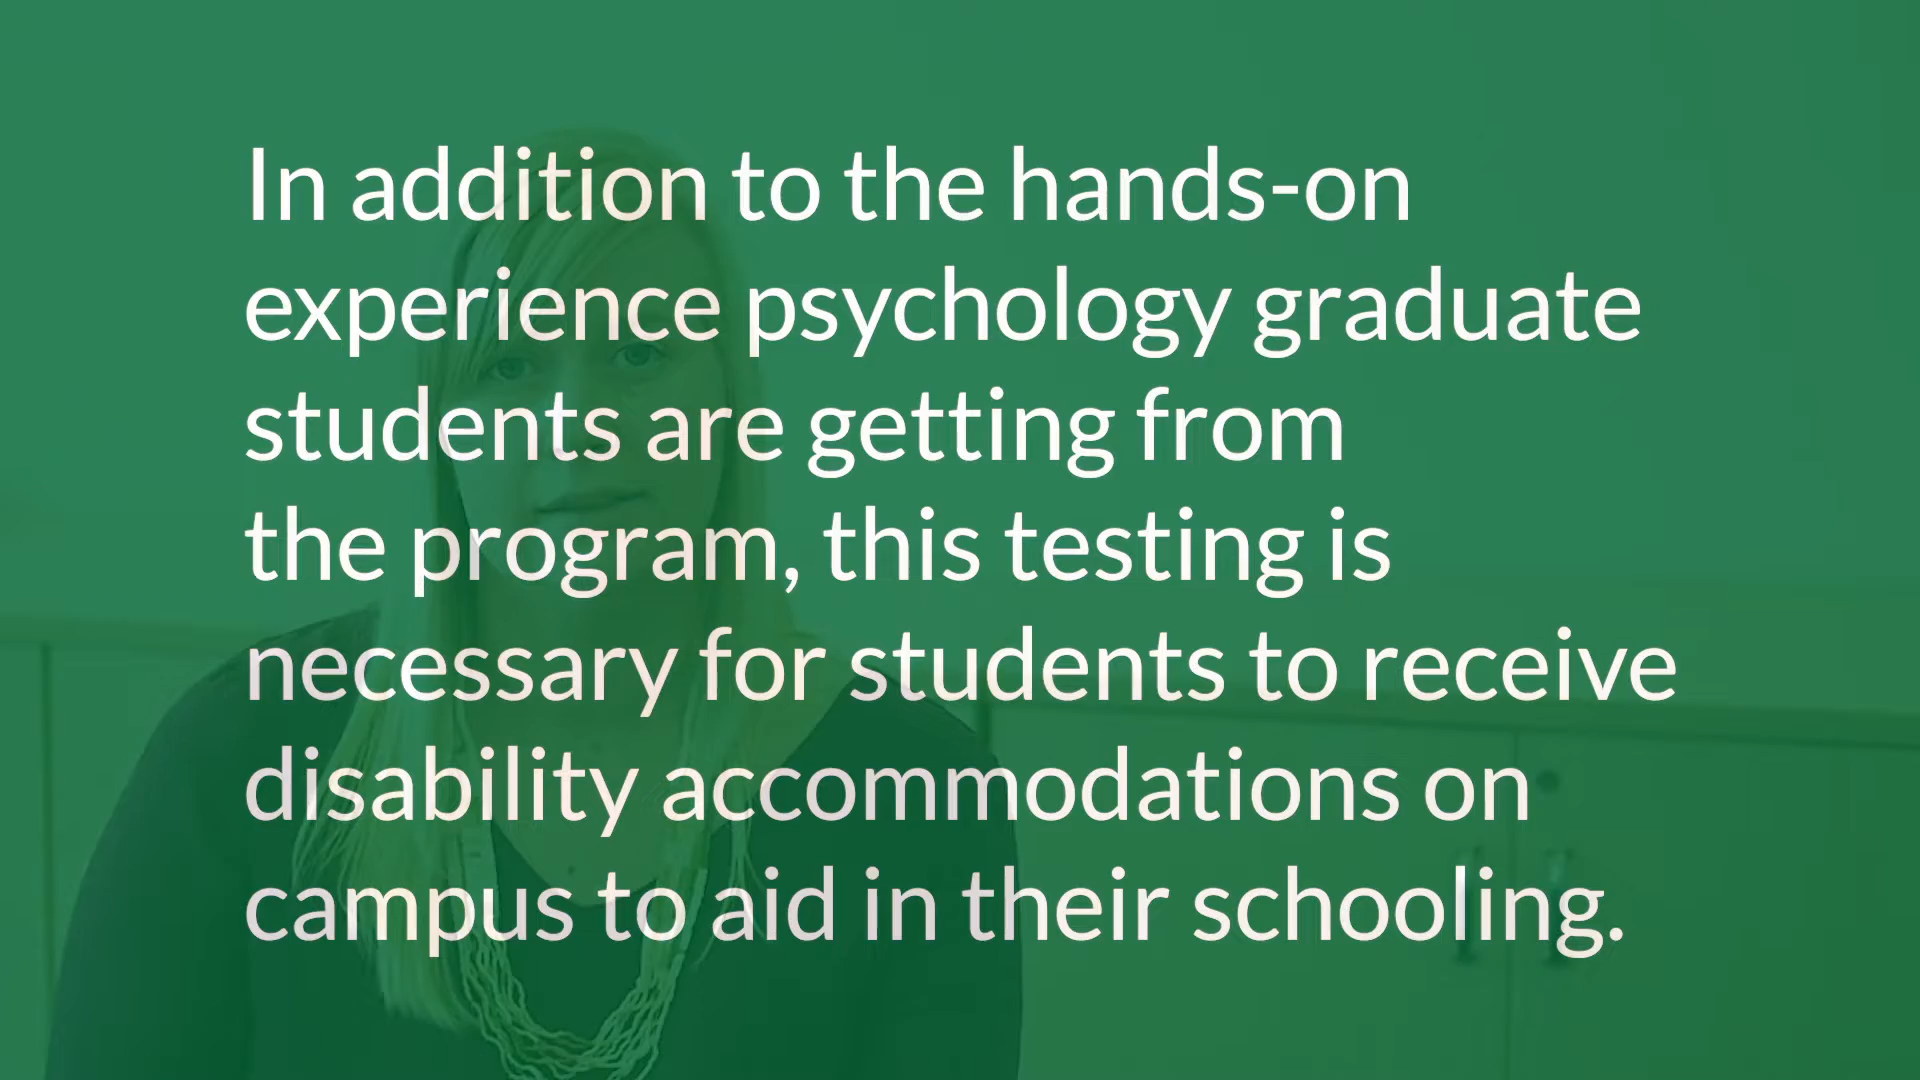 In addition to the hands-on
experience psychology graduate
students are getting from
the program, this testing is
necessary for students to receive
disability accommodations on
campus to aid in their schooling.